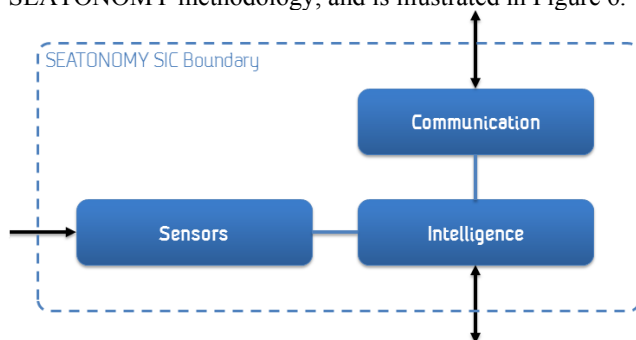 SEATONOMY methodology, and is illustrated in Figure 6.
SEATONOMY SIC Boundary
Communication
Sensors
Intelligence